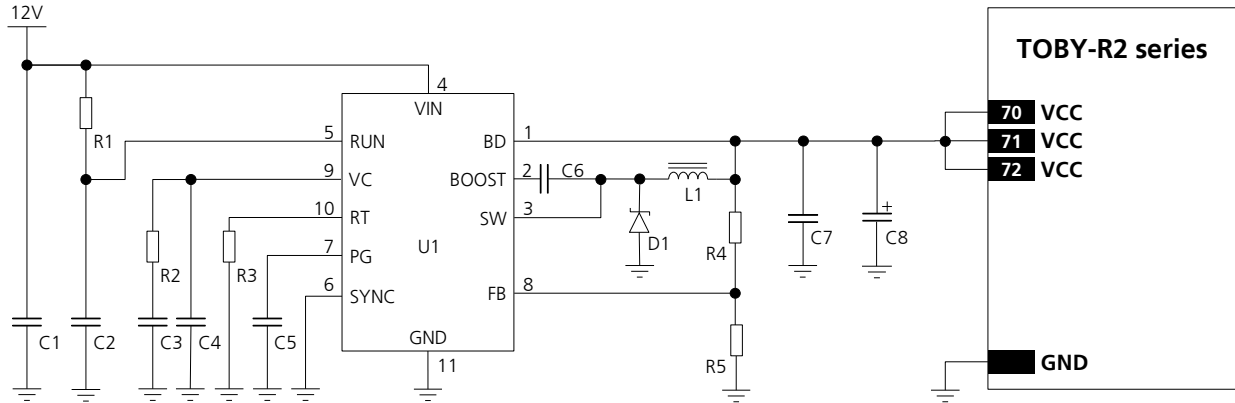 12V
TOBY-R2 series
4
VIN
R1
5 RUN
BD 1
9 VC
BOOST 2
C6
L1
10 RT
SW 3
7 PG
U1
6 SYNC
FB 8
R2
R3
D1
R4
C7
C8
+
70 VCC
71 VCC
72 VCC
C1
C2
C3
C4
C5
GND
11
R5
GND